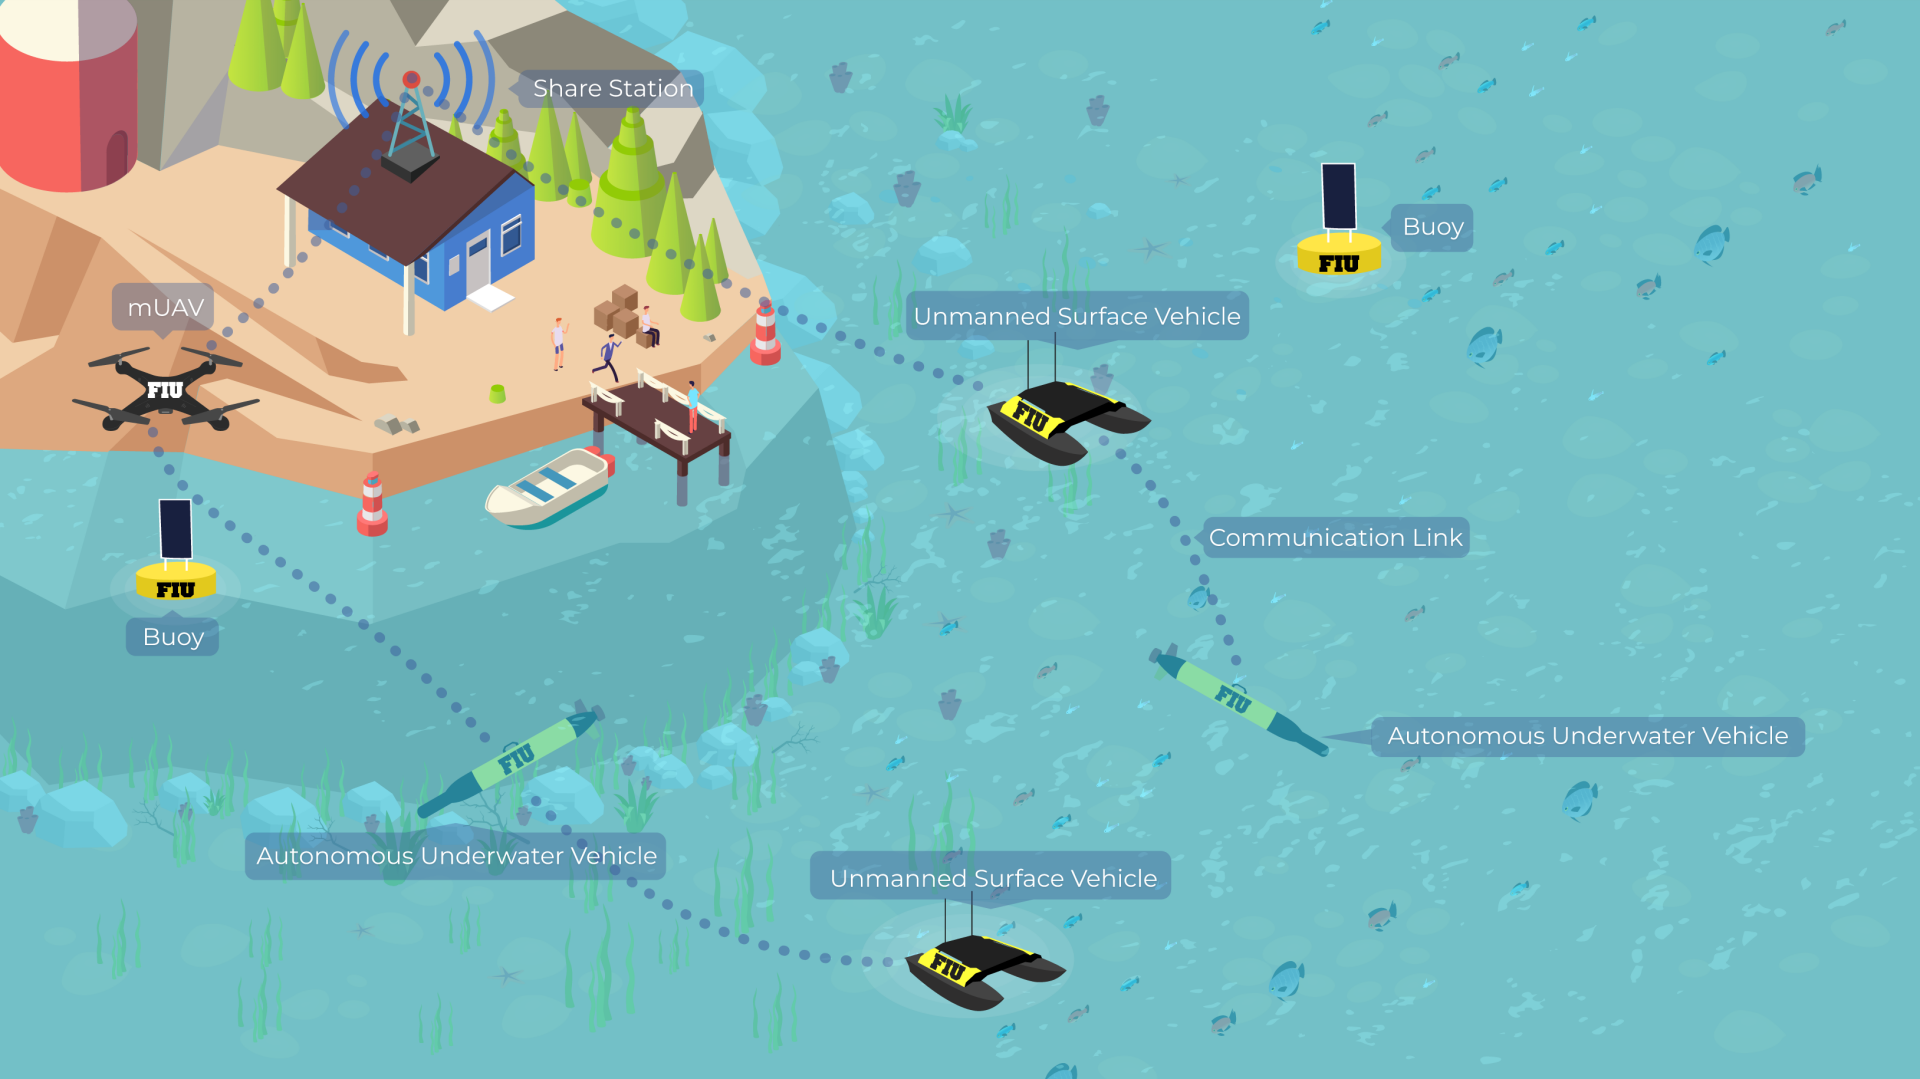 Share Station
Buoy
FIU
mUAV
FIU
Unmanned Surface Vehicle
FIU
Communication Link
FIU
Buoy
FIU
Autonomous Underwater Vehicle
FIU
Autonomous Underwater Vehicle
Unmanned Surface Vehicle
FIU